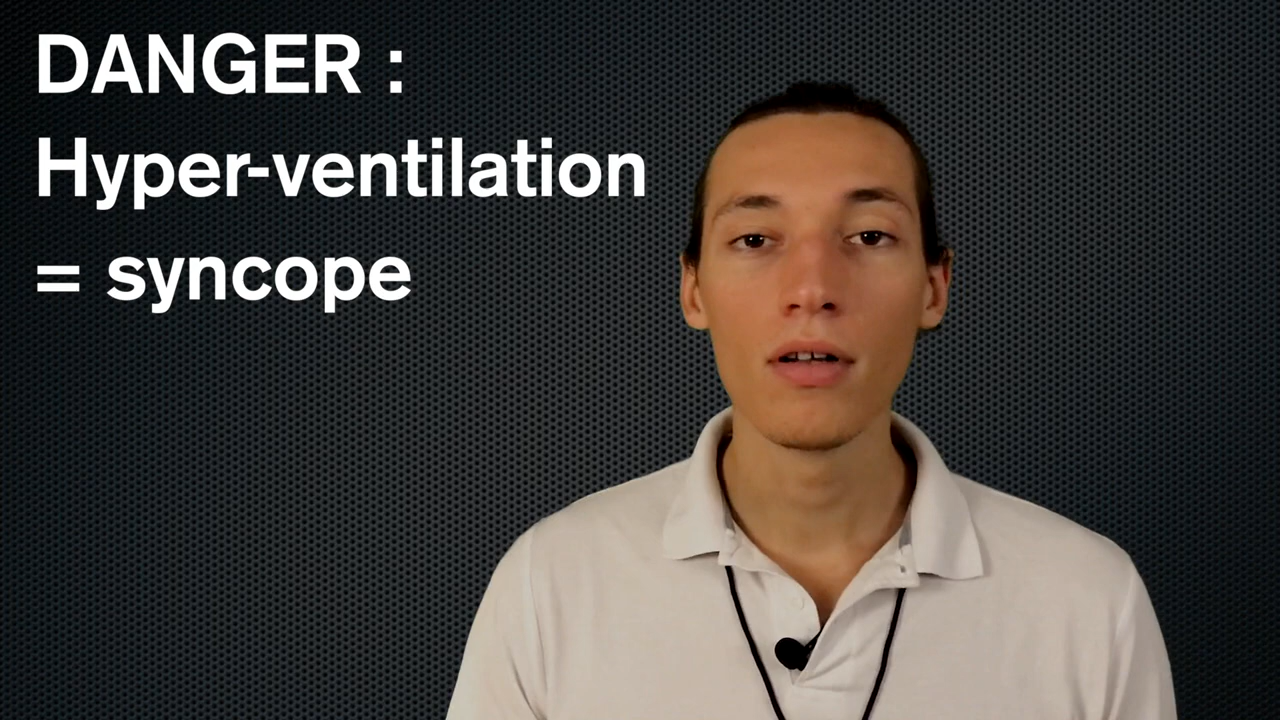 DANGER :
Hyper-ventilation
= syncope